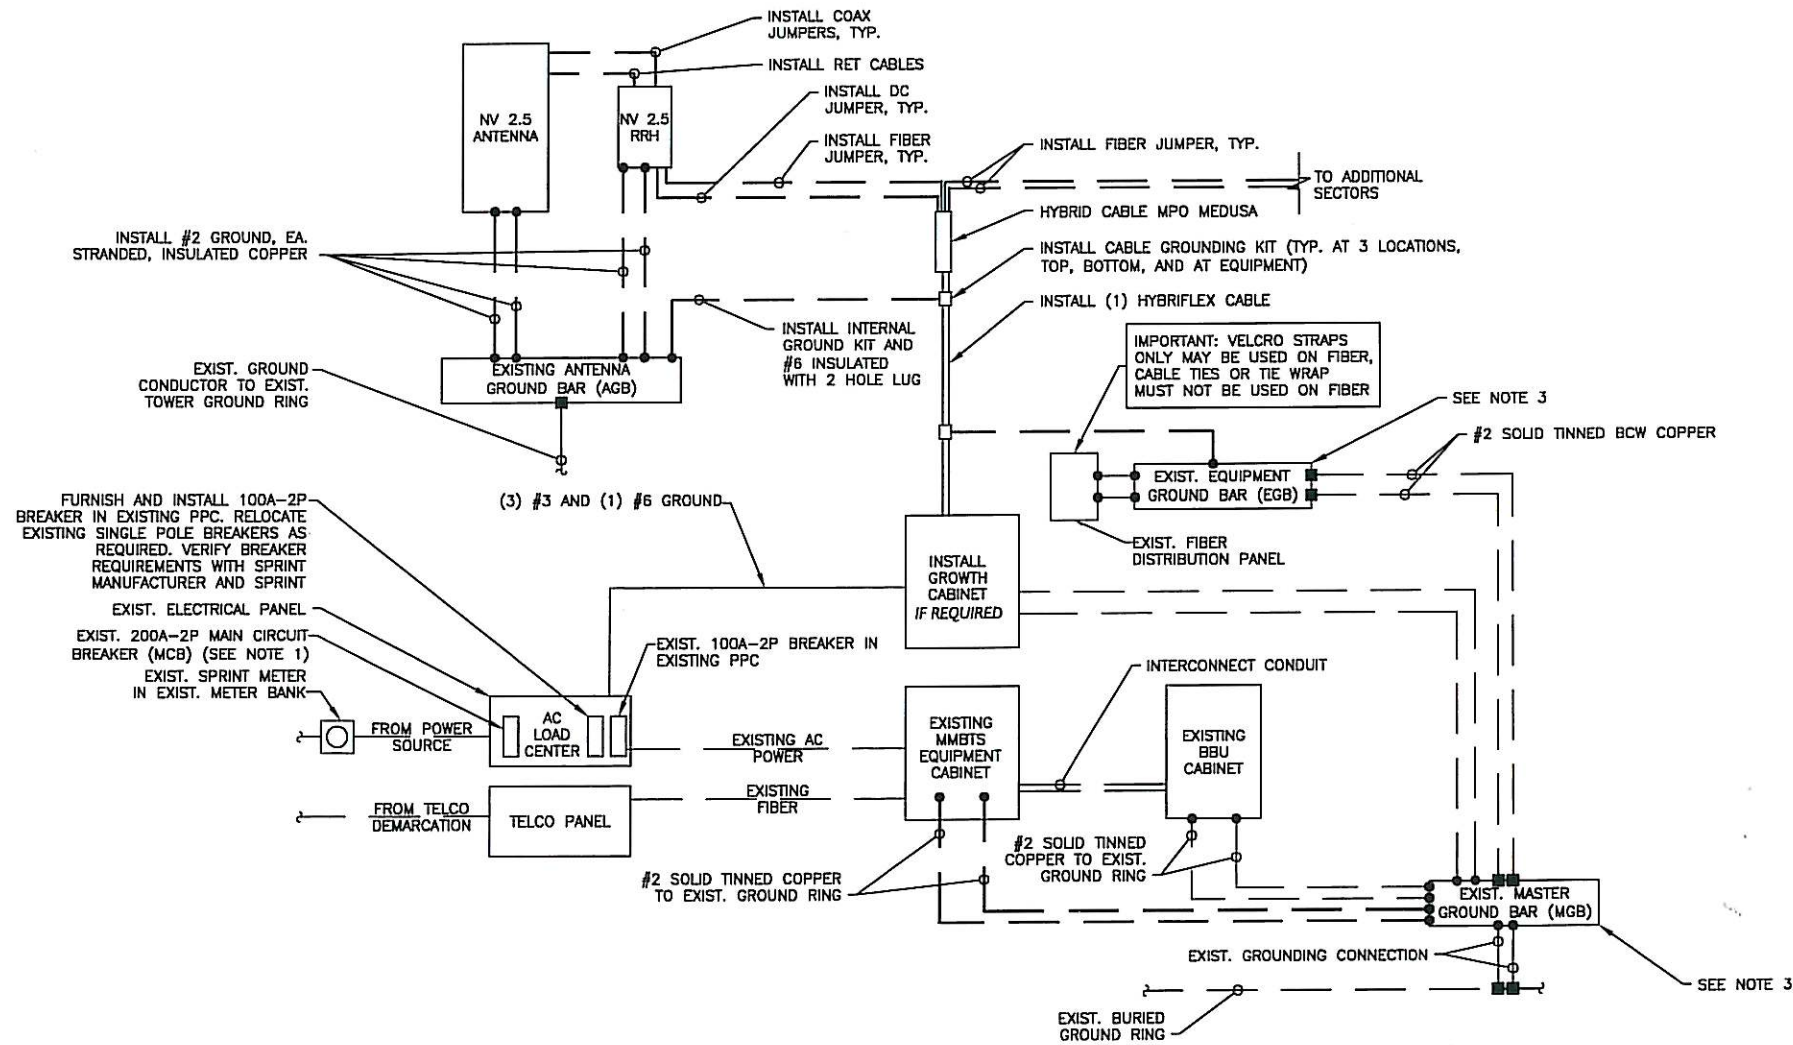 INSTALL COAX
JUMPERS, TYP.
INSTALL RET CABLES
INSTALL DC
JUMPER, TYP.
INSTALL FIBER
JUMPER, TYP.
NV 2.5
ANTENNA
NV 2.5
RRH
INSTALL FIBER JUMPER, TYP.
TO ADDITIONAL
SECTORS
HYBRID CABLE MPO MEDUSA
INSTALL CABLE GROUNDING KIT (TYP. AT 3 LOCATIONS,
TOP, BOTTOM, AND AT EQUIPMENT)
INSTALL (1) HYBRIFLEX CABLE
INSTALL #2 GROUND, EA.
STRANDED, INSULATED COPPER
INSTALL INTERNAL
GROUND KIT AND
#6 INSULATED
WITH 2 HOLE LUG
IMPORTANT: VELCRO STRAPS
ONLY MAY BE USED ON FIBER,
CABLE TIES OR TIE WRAP
MUST NOT BE USED ON FIBER
EXIST. GROUND
CONDUCTOR TO EXIST.
TOWER GROUND RING
EXISTING ANTENNA
GROUND BAR (AGB)
SEE NOTE 3
#2 SOLID TINNED BCW COPPER
EXIST. EQUIPMENT
GROUND BAR (EGB)
EXIST. FIBER
DISTRIBUTION PANEL
(3) #3 AND (1) #6 GROUND
FURNISH AND INSTALL 100A-2P
BREAKER IN EXISTING PPC. RELOCATE
EXISTING SINGLE POLE BREAKERS AS
REQUIRED. VERIFY BREAKER
REQUIREMENTS WITH SPRINT
MANUFACTURER AND SPRINT
INSTALL
GROWTH
CABINET
IF REQUIRED
EXIST. ELECTRICAL PANEL
EXIST. 200A-2P MAIN CIRCUIT
BREAKER (MCB) (SEE NOTE 1)
EXIST. SPRINT METER
IN EXIST. METER BANK
EXIST. 100A-2P BREAKER IN
EXISTING PPC
INTERCONNECT CONDUIT
FROM POWER
SOURCE
AC
LOAD
CENTER
EXISTING AC
POWER
EXISTING
MMBTS
EQUIPMENT
CABINET
EXISTING
BBU
CABINET
FROM TELCO
DEMARCATION
TELCO PANEL
EXISTING
FIBER
#2 SOLID TINNED COPPER
TO EXIST. GROUND RING
#2 SOLID TINNED
COPPER TO EXIST.
GROUND RING
EXIST. MASTER
GROUND BAR (MGB)
EXIST. GROUNDING CONNECTION
SEE NOTE 3
EXIST. BURIED
GROUND RING